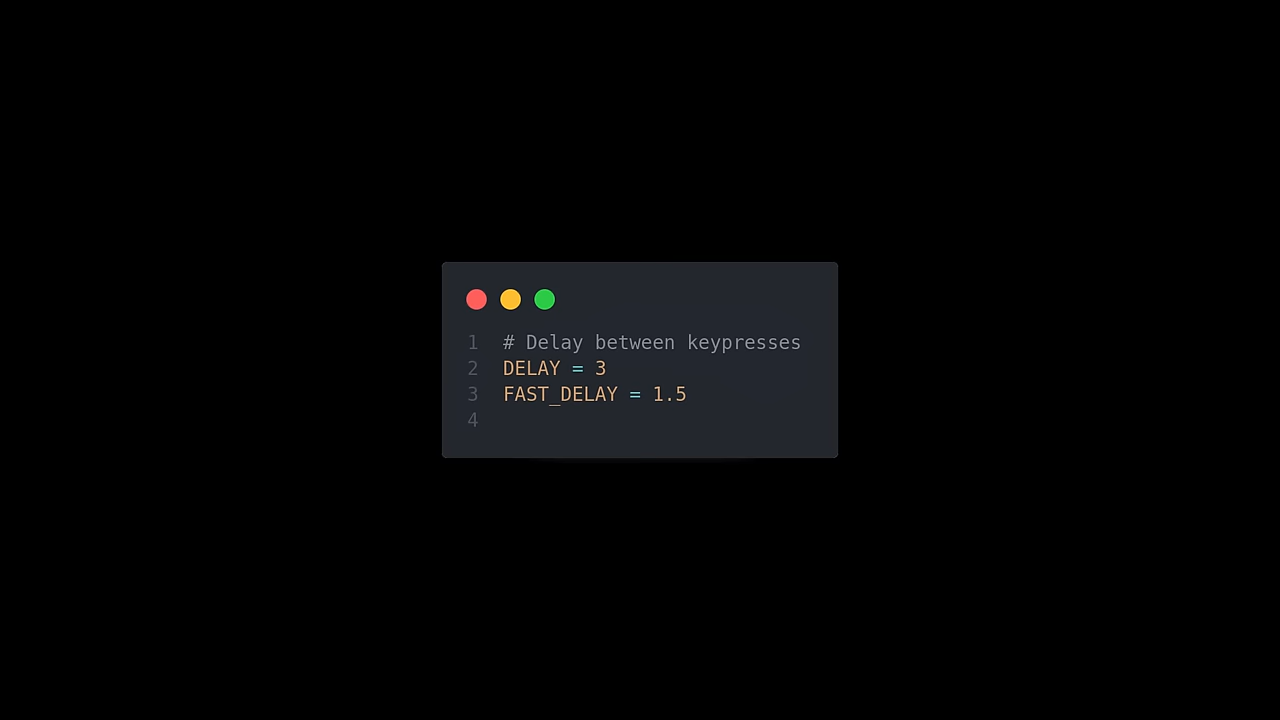 1 # Delay between keypresses
2 DELAY = 3
3 FAST_DELAY = 1.5
4